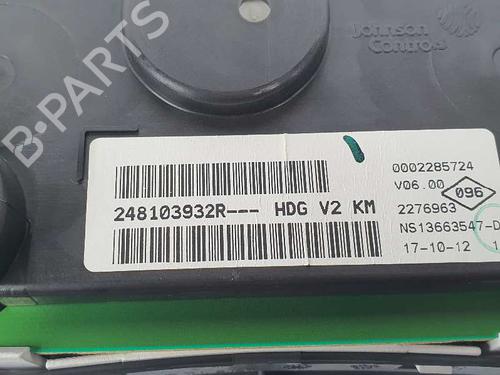 Johnson
Controls
B-PARTS
248103932R--- HDG V2 KM
0002285724
V06.00
096
2276963
NS13663547-D
17-10-12